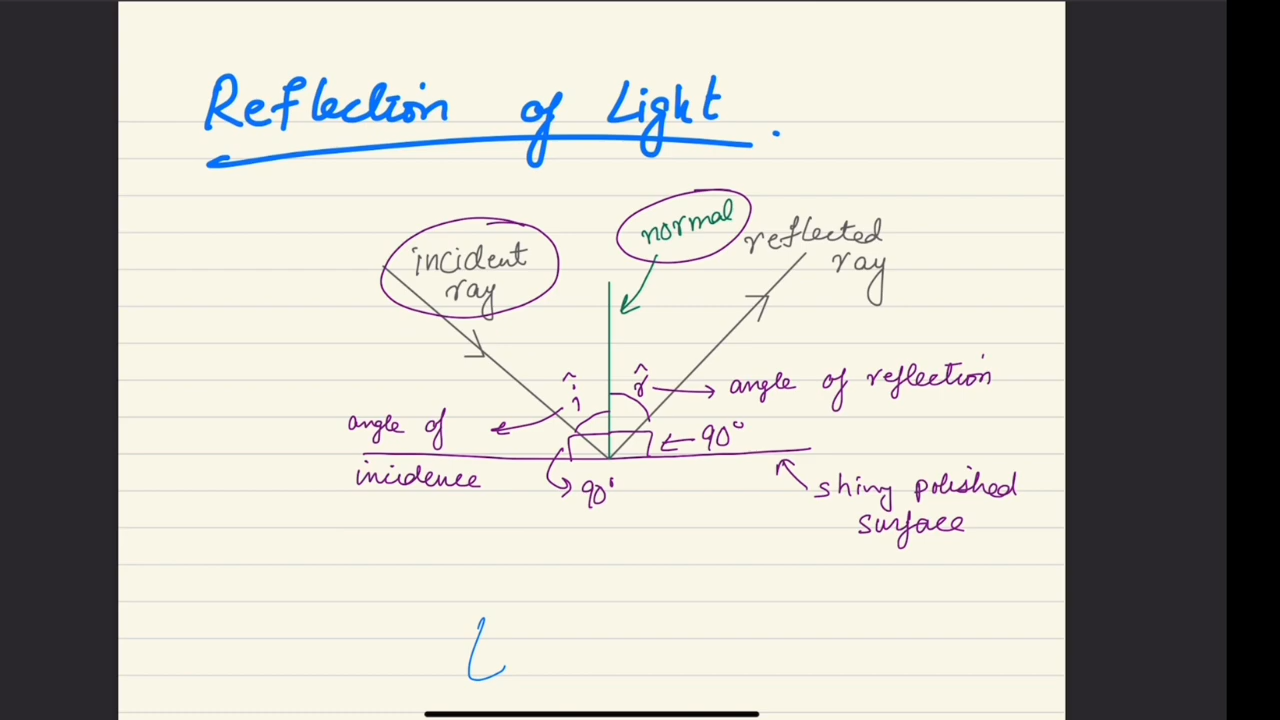 Reflection of Light.
normal
incident
ray
reflected
ray
î
r̂
angle of reflection
angle of
incidence
90°
90°
shiny polished
surface
L